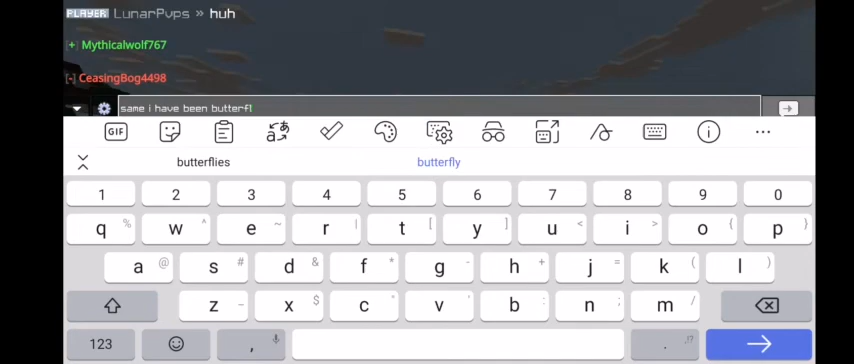 PLAYER LunarPvps » huh
[+] Mythicalwolf767
[-] CeasingBog4498
same i have been butterfl
GIF
butterflies butterfly
1 2 3 4 5 6 7 8 9 0
q % w ^ e ~ r | t [ y ] u < i > o { p }
a @ s # d & f * g - h + j = k ( l )
z _ x $ c " v ' b : n ; m /
123 , . .!?